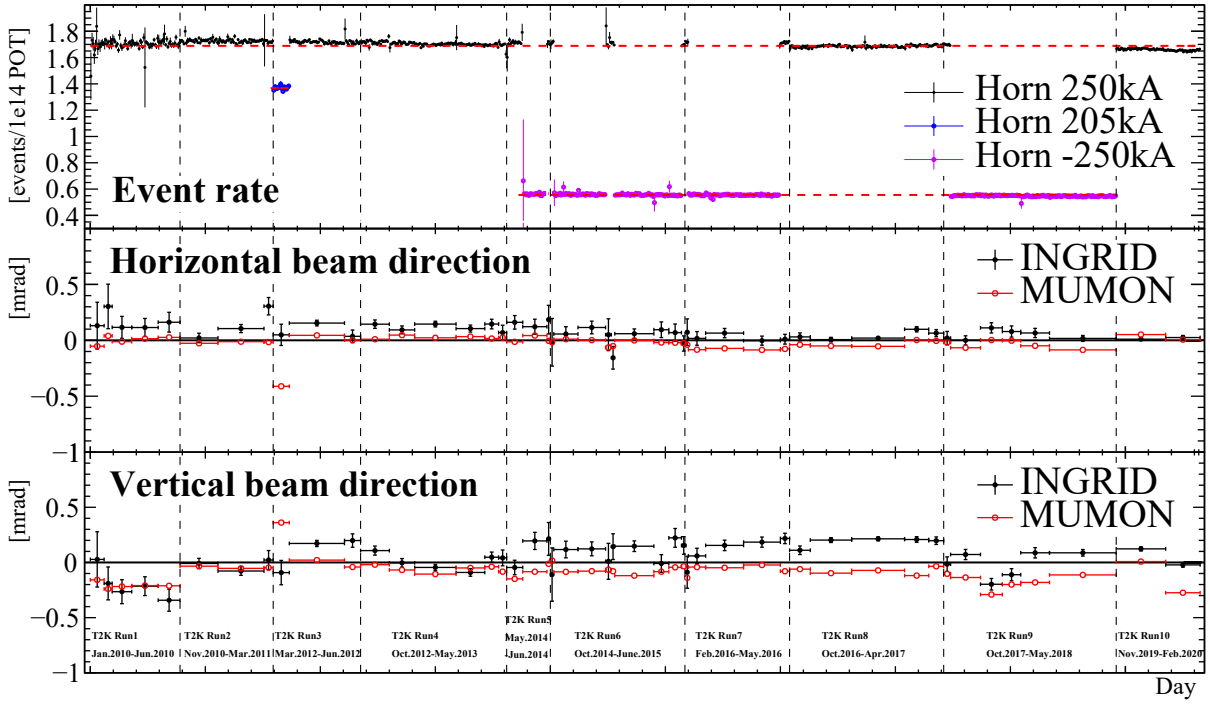 [events/1e14 POT]
1.8
1.6
1.4
1.2
1
0.8
0.6
0.4
Horn 250kA
Horn 205kA
Horn -250kA
Event rate
[mrad]
0.5
0
−0.5
−1
Horizontal beam direction
INGRID
MUMON
[mrad]
0.5
0
−0.5
−1
Vertical beam direction
INGRID
MUMON
T2K Run1
Jan.2010-Jun.2010
T2K Run2
Nov.2010-Mar.2011
T2K Run3
Mar.2012-Jun.2012
T2K Run4
Oct.2012-May.2013
T2K Run5
May.2014
-Jun.2014
T2K Run6
Oct.2014-June.2015
T2K Run7
Feb.2016-May.2016
T2K Run8
Oct.2016-Apr.2017
T2K Run9
Oct.2017-May.2018
T2K Run10
Nov.2019-Feb.2020
Day